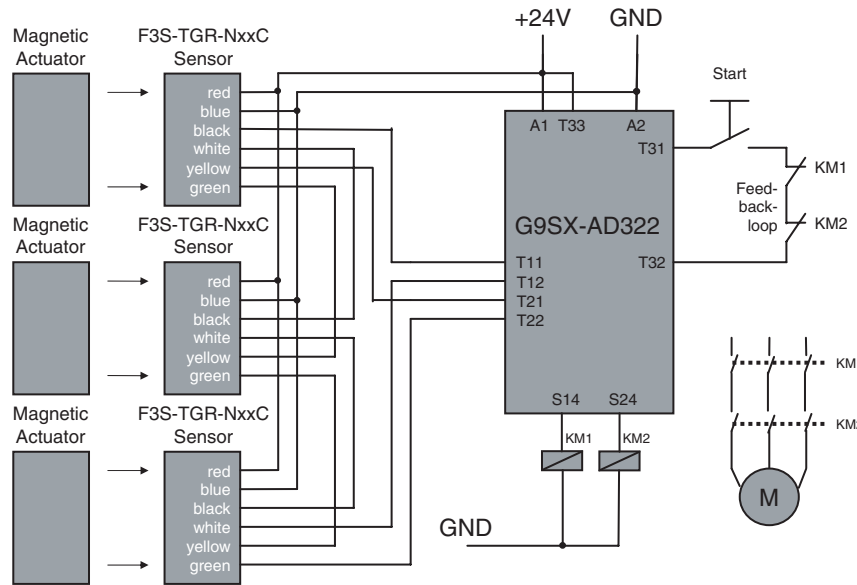 Magnetic
Actuator
F3S-TGR-NxxC
Sensor
red
blue
black
white
yellow
green
Magnetic
Actuator
F3S-TGR-NxxC
Sensor
red
blue
black
white
yellow
green
Magnetic
Actuator
F3S-TGR-NxxC
Sensor
red
blue
black
white
yellow
green
+24V
GND
A1
T33
A2
T31
G9SX-AD322
T11
T12
T21
T22
T32
S14
S24
Start
KM1
Feed-
back-
loop
KM2
KM1
KM2
GND
KM
KM
M